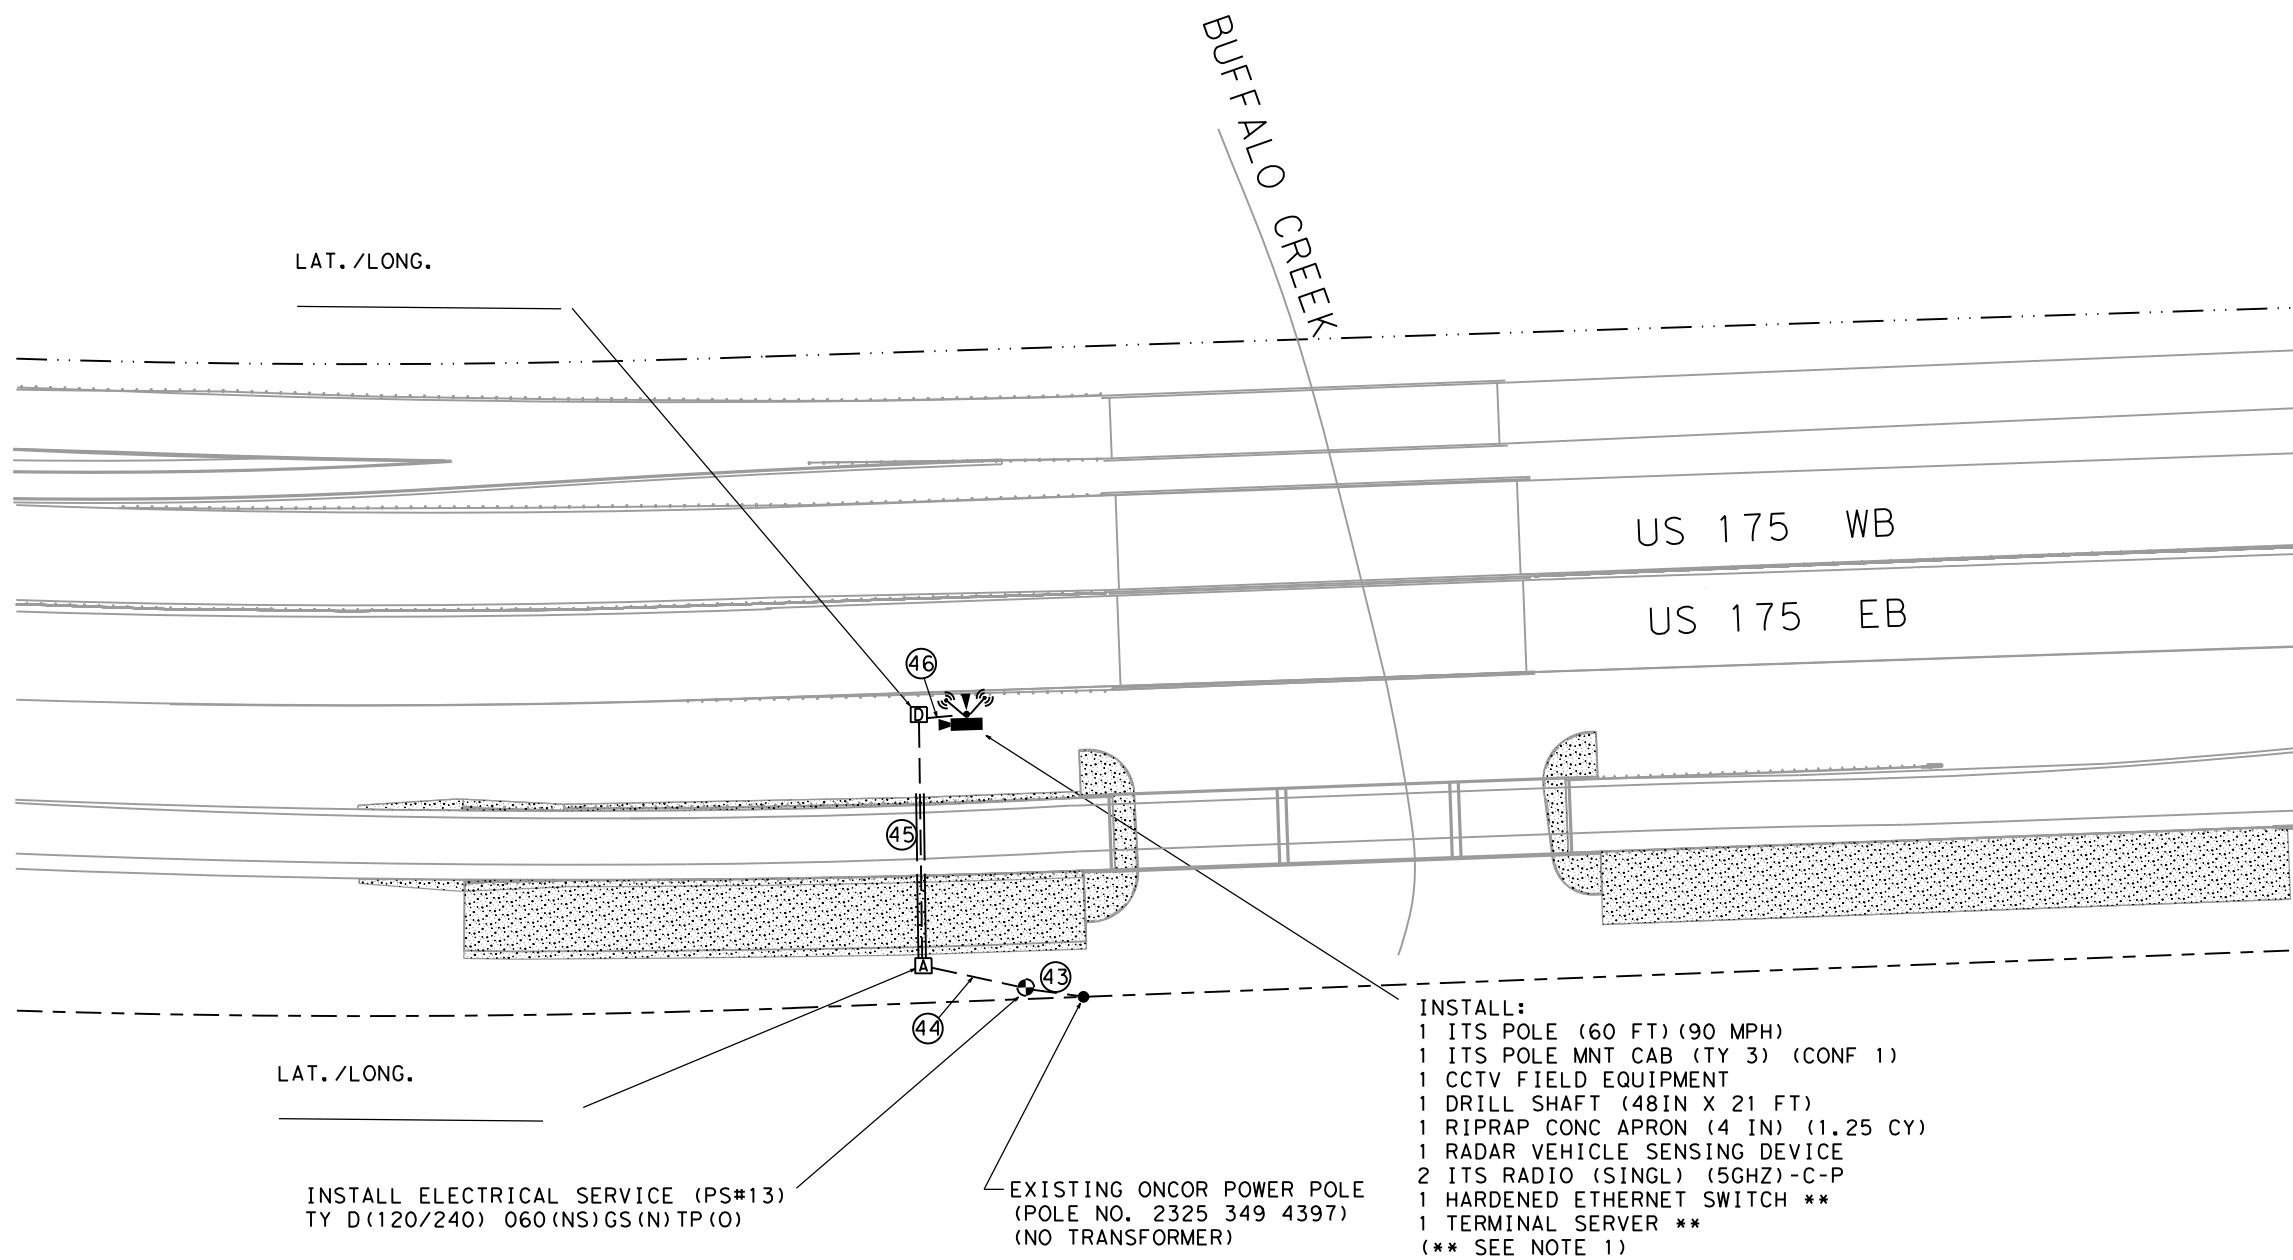 BUFFALO CREEK
LAT./LONG.
US 175 WB
US 175 EB
46
D
45
A
43
44
LAT./LONG.
INSTALL ELECTRICAL SERVICE (PS#13)
TY D(120/240) 060(NS)GS(N)TP(O)
EXISTING ONCOR POWER POLE
(POLE NO. 2325 349 4397)
(NO TRANSFORMER)
INSTALL:
1 ITS POLE (60 FT)(90 MPH)
1 ITS POLE MNT CAB (TY 3) (CONF 1)
1 CCTV FIELD EQUIPMENT
1 DRILL SHAFT (48IN X 21 FT)
1 RIPRAP CONC APRON (4 IN) (1.25 CY)
1 RADAR VEHICLE SENSING DEVICE
2 ITS RADIO (SINGL) (5GHZ)-C-P
1 HARDENED ETHERNET SWITCH **
1 TERMINAL SERVER **
(** SEE NOTE 1)